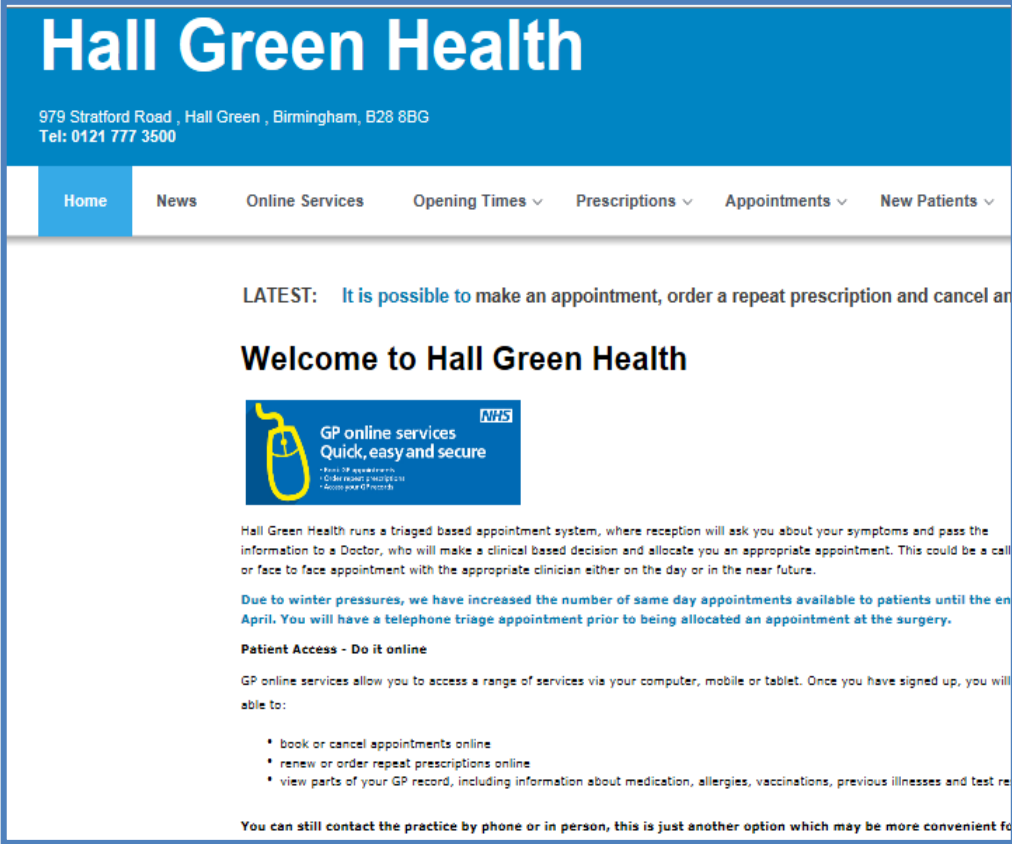 Hall Green Health
979 Stratford Road , Hall Green , Birmingham, B28 8BG
Tel: 0121 777 3500
Home News Online Services Opening Times Prescriptions Appointments New Patients
LATEST: It is possible to make an appointment, order a repeat prescription and cancel an
Welcome to Hall Green Health
NHS
GP online services
Quick, easy and secure
• Book GP appointments
• Order repeat prescriptions
• Access your GP records
Hall Green Health runs a triaged based appointment system, where reception will ask you about your symptoms and pass the
information to a Doctor, who will make a clinical based decision and allocate you an appropriate appointment. This could be a call
or face to face appointment with the appropriate clinician either on the day or in the near future.
Due to winter pressures, we have increased the number of same day appointments available to patients until the en
April. You will have a telephone triage appointment prior to being allocated an appointment at the surgery.
Patient Access - Do it online
GP online services allow you to access a range of services via your computer, mobile or tablet. Once you have signed up, you will
able to:
• book or cancel appointments online
• renew or order repeat prescriptions online
• view parts of your GP record, including information about medication, allergies, vaccinations, previous illnesses and test re
You can still contact the practice by phone or in person, this is just another option which may be more convenient fo